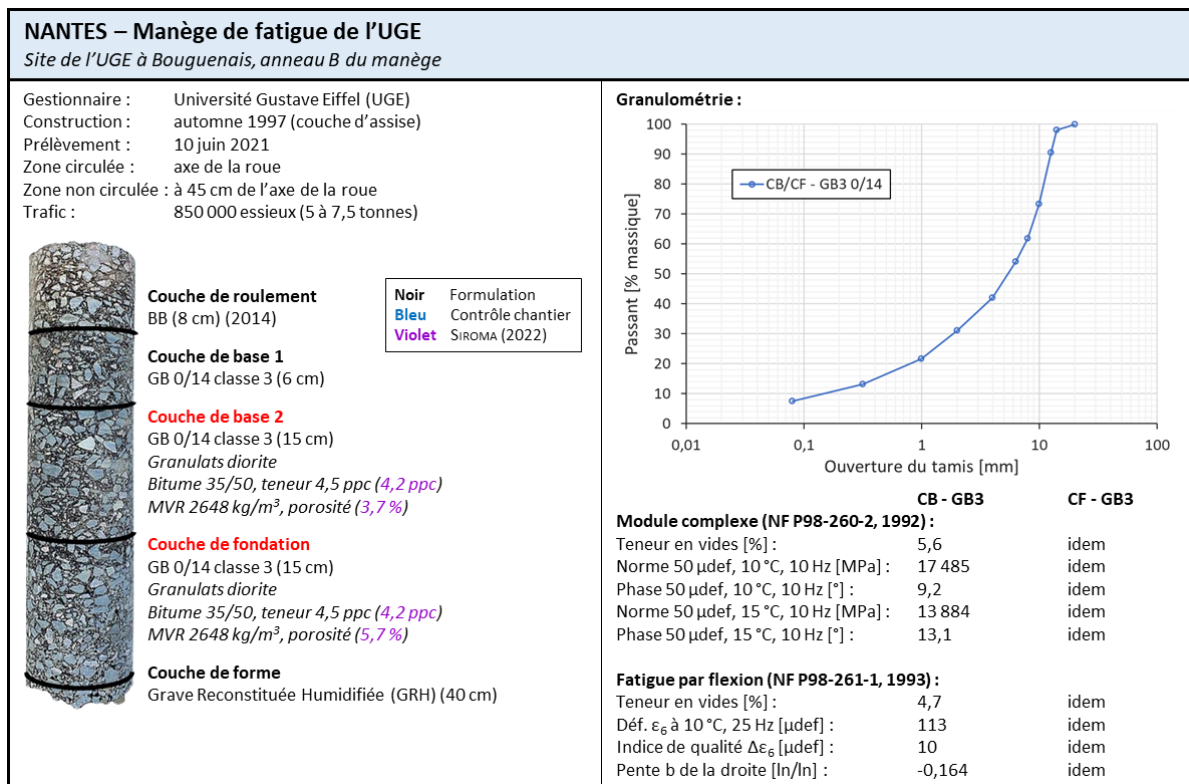 NANTES – Manège de fatigue de l’UGE
Site de l’UGE à Bouguenais, anneau B du manège
Gestionnaire : Université Gustave Eiffel (UGE)
Construction : automne 1997 (couche d’assise)
Prélèvement : 10 juin 2021
Zone circulée : axe de la roue
Zone non circulée : à 45 cm de l’axe de la roue
Trafic : 850 000 essieux (5 à 7,5 tonnes)
Couche de roulement
BB (8 cm) (2014)
Couche de base 1
GB 0/14 classe 3 (6 cm)
Couche de base 2
GB 0/14 classe 3 (15 cm)
Granulats diorite
Bitume 35/50, teneur 4,5 ppc (4,2 ppc)
MVR 2648 kg/m³, porosité (3,7 %)
Couche de fondation
GB 0/14 classe 3 (15 cm)
Granulats diorite
Bitume 35/50, teneur 4,5 ppc (4,2 ppc)
MVR 2648 kg/m³, porosité (5,7 %)
Couche de forme
Grave Reconstituée Humidifiée (GRH) (40 cm)
Noir Formulation
Bleu Contrôle chantier
Violet SIROMA (2022)
Granulométrie :
Passant [% massique]
100
90
80
70
60
50
40
30
20
10
0
CB/CF - GB3 0/14
0,01 0,1 1 10 100
Ouverture du tamis [mm]
CB - GB3 CF - GB3
Module complexe (NF P98-260-2, 1992) :
Teneur en vides [%] : 5,6 idem
Norme 50 µdef, 10 °C, 10 Hz [MPa] : 17 485 idem
Phase 50 µdef, 10 °C, 10 Hz [°] : 9,2 idem
Norme 50 µdef, 15 °C, 10 Hz [MPa] : 13 884 idem
Phase 50 µdef, 15 °C, 10 Hz [°] : 13,1 idem
Fatigue par flexion (NF P98-261-1, 1993) :
Teneur en vides [%] : 4,7 idem
Déf. ε₆ à 10 °C, 25 Hz [µdef] : 113 idem
Indice de qualité Δε₆ [µdef] : 10 idem
Pente b de la droite [ln/ln] : -0,164 idem